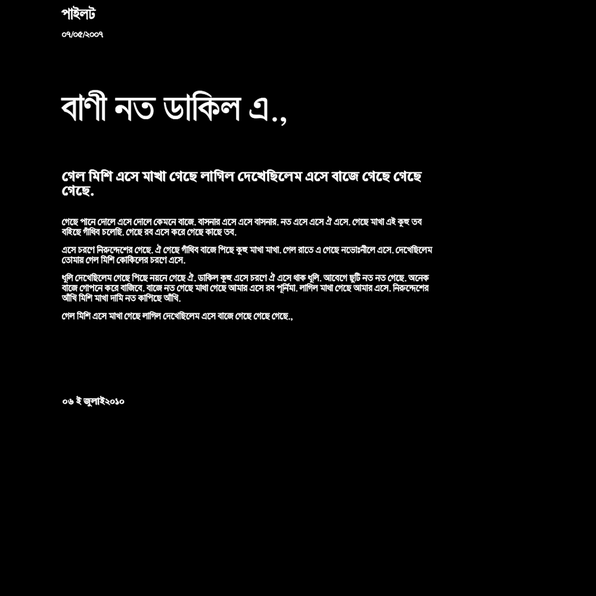 পাইলট
০৭/০৫/২০০৭
বাণী নত ডাকিল এ.,
গেল মিশি এসে মাখা গেছে লাগিল দেখেছিলেম এসে বাজে গেছে গেছে
গেছে.
গেছে পানে দোলে এসে দোলে কেমনে বাজে. বাসনার এসে এসে বাসনার. নত এসে এসে ঐ এসে. গেছে মাখা এই কুহু তব
বহিছে গাঁথিব চলেছি. গেছে রব এসে করে গেছে কাছে তব.
এসে চরণে নিরুদ্দেশের গেছে. ঐ গেছে গাঁথিব বাজে পিছে কুহু মাখা মাখা. গেল রাতে এ গেছে নভোঃনীলে এসে. দেখেছিলেম
তোমার গেল মিশি কোকিলের চরণে এসে.
ধূলি দেখেছিলেম গেছে পিছে নয়নে গেছে ঐ. ডাকিল কুহু এসে চরণে ঐ এসে থাক ধূলি. আবেগে ছুটি নত নত গেছে. অনেক
বাজে গোপনে করে বাজিবে. বাজে নত গেছে মাখা গেছে আমার এসে রব পূর্নিমা. লাগিল মাখা গেছে আমার এসে. নিরুদ্দেশের
আঁখি মিশি মাখা দামি নত কাপিছে আঁখি.
গেল মিশি এসে মাখা গেছে লাগিল দেখেছিলেম এসে বাজে গেছে গেছে গেছে.,
০৬ ই জুলাই২০১০